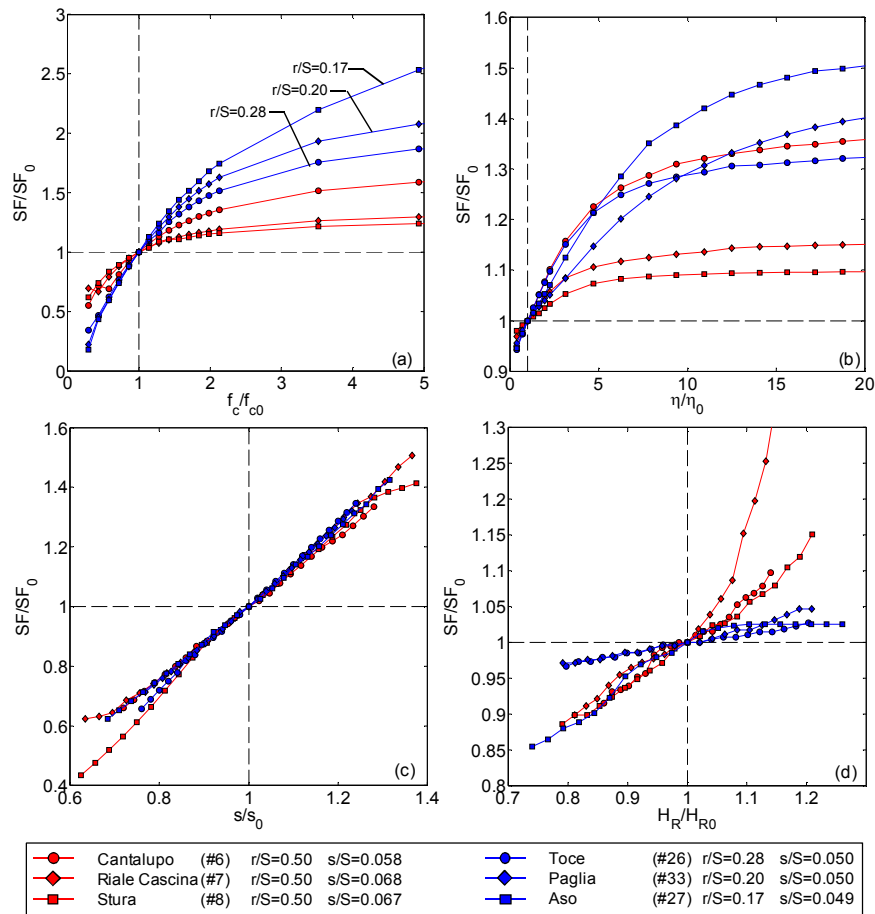 3
2.5
2
1.5
1
0.5
0
SF/SF0
r/S=0.17
r/S=0.20
r/S=0.28
(a)
0 1 2 3 4 5
fc/fc0
1.6
1.5
1.4
1.3
1.2
1.1
1
0.9
SF/SF0
(b)
0 5 10 15 20
η/η0
1.6
1.4
1.2
1
0.8
0.6
0.4
SF/SF0
(c)
0.6 0.8 1 1.2 1.4
s/s0
1.3
1.25
1.2
1.15
1.1
1.05
1
0.95
0.9
0.85
0.8
SF/SF0
(d)
0.7 0.8 0.9 1 1.1 1.2 1.3
HR/HR0
Cantalupo (#6) r/S=0.50 s/S=0.058
Riale Cascina (#7) r/S=0.50 s/S=0.068
Stura (#8) r/S=0.50 s/S=0.067
Toce (#26) r/S=0.28 s/S=0.050
Paglia (#33) r/S=0.20 s/S=0.050
Aso (#27) r/S=0.17 s/S=0.049